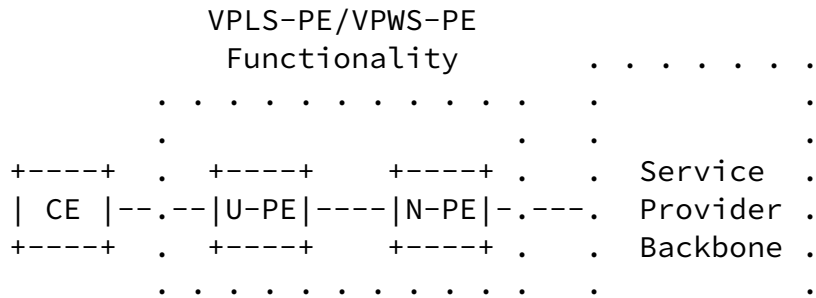 VPLS-PE/VPWS-PE
Functionality . . . . . . .
. . . . . . . . . . . . .
. . . .
+----+ . +----+ +----+ . . Service .
| CE |--.--|U-PE|----|N-PE|-.---. Provider .
+----+ . +----+ +----+ . . Backbone .
. . . . . . . . . . . . .